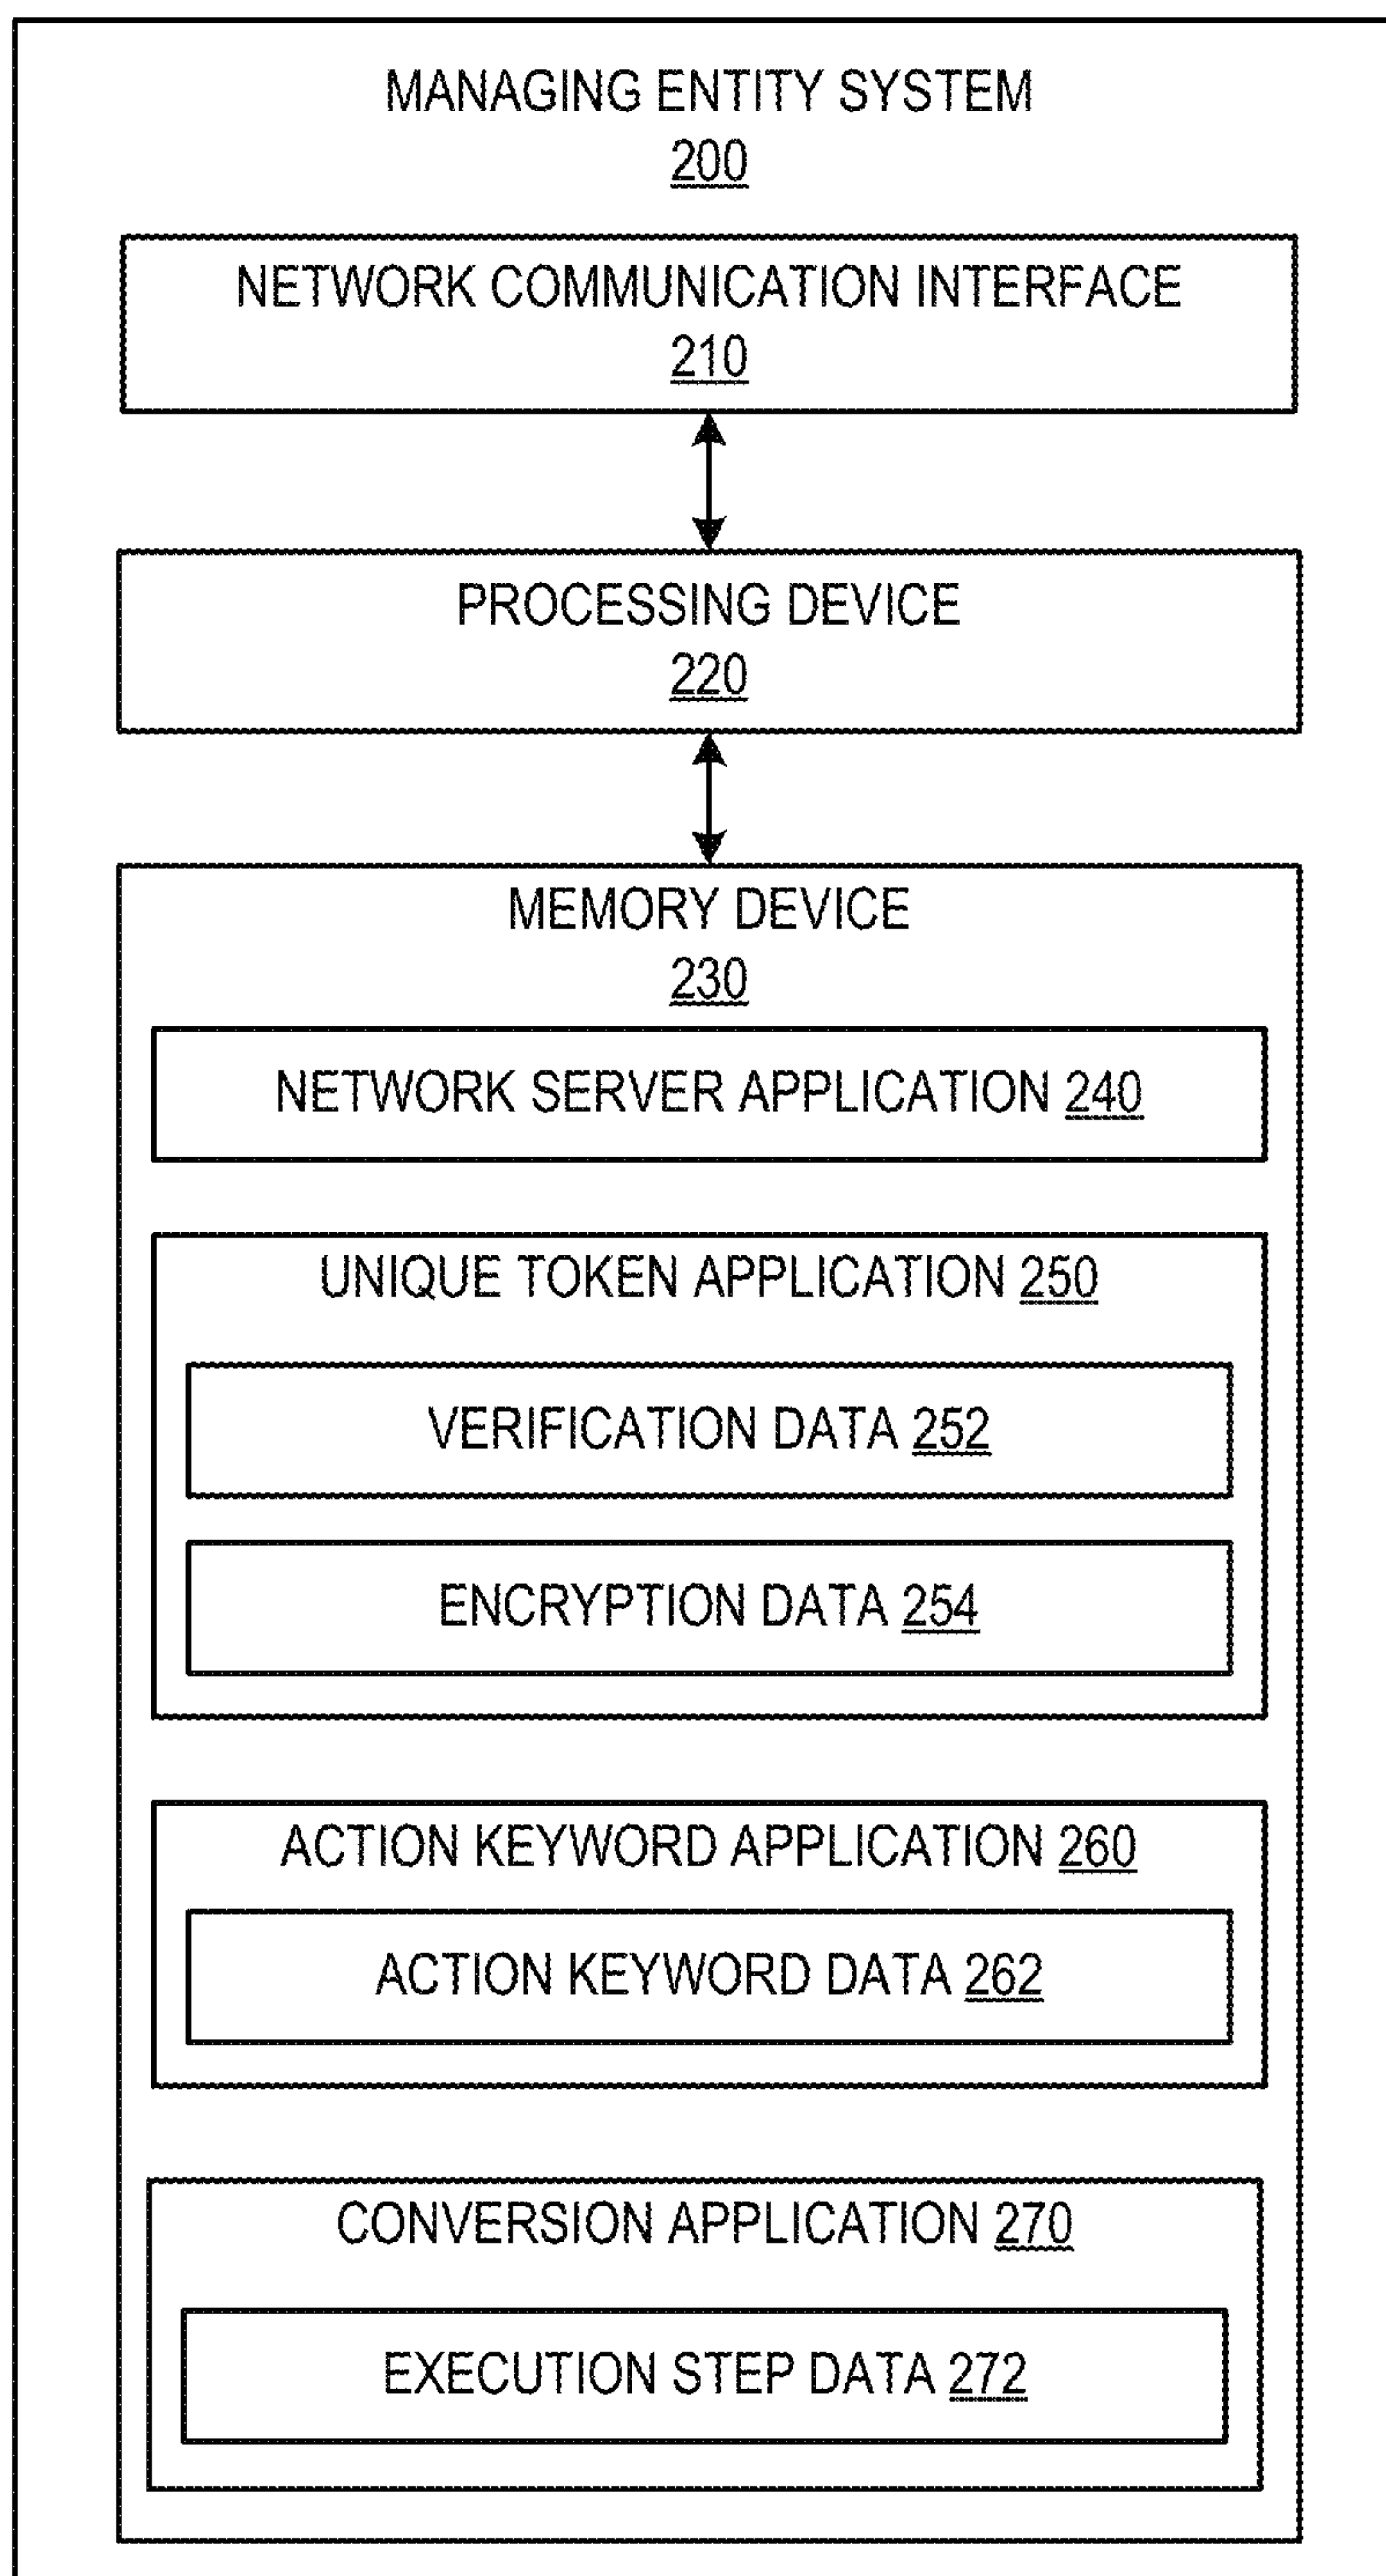 MANAGING ENTITY SYSTEM
200
NETWORK COMMUNICATION INTERFACE
210
PROCESSING DEVICE
220
MEMORY DEVICE
230
NETWORK SERVER APPLICATION 240
UNIQUE TOKEN APPLICATION 250
VERIFICATION DATA 252
ENCRYPTION DATA 254
ACTION KEYWORD APPLICATION 260
ACTION KEYWORD DATA 262
CONVERSION APPLICATION 270
EXECUTION STEP DATA 272